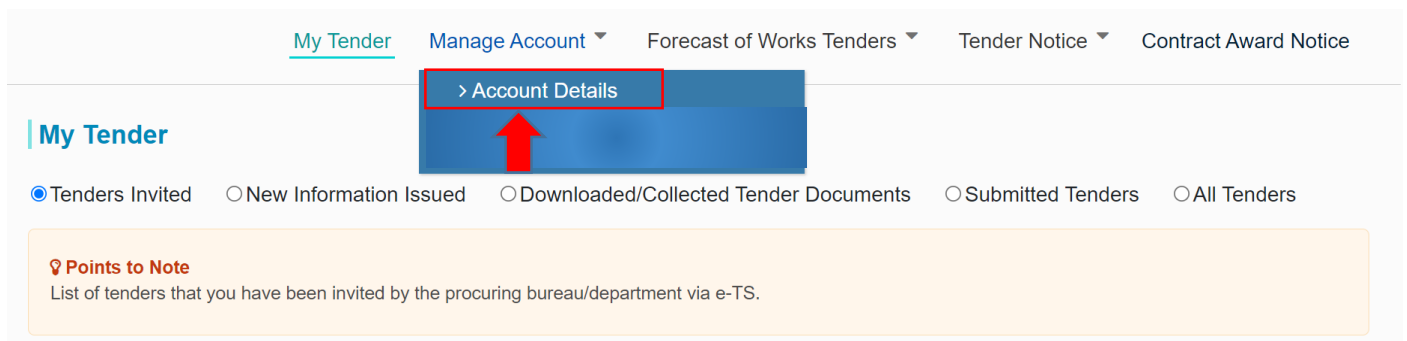 My Tender Manage Account Forecast of Works Tenders Tender Notice Contract Award Notice
> Account Details
My Tender
Tenders Invited New Information Issued Downloaded/Collected Tender Documents Submitted Tenders All Tenders
Points to Note
List of tenders that you have been invited by the procuring bureau/department via e-TS.